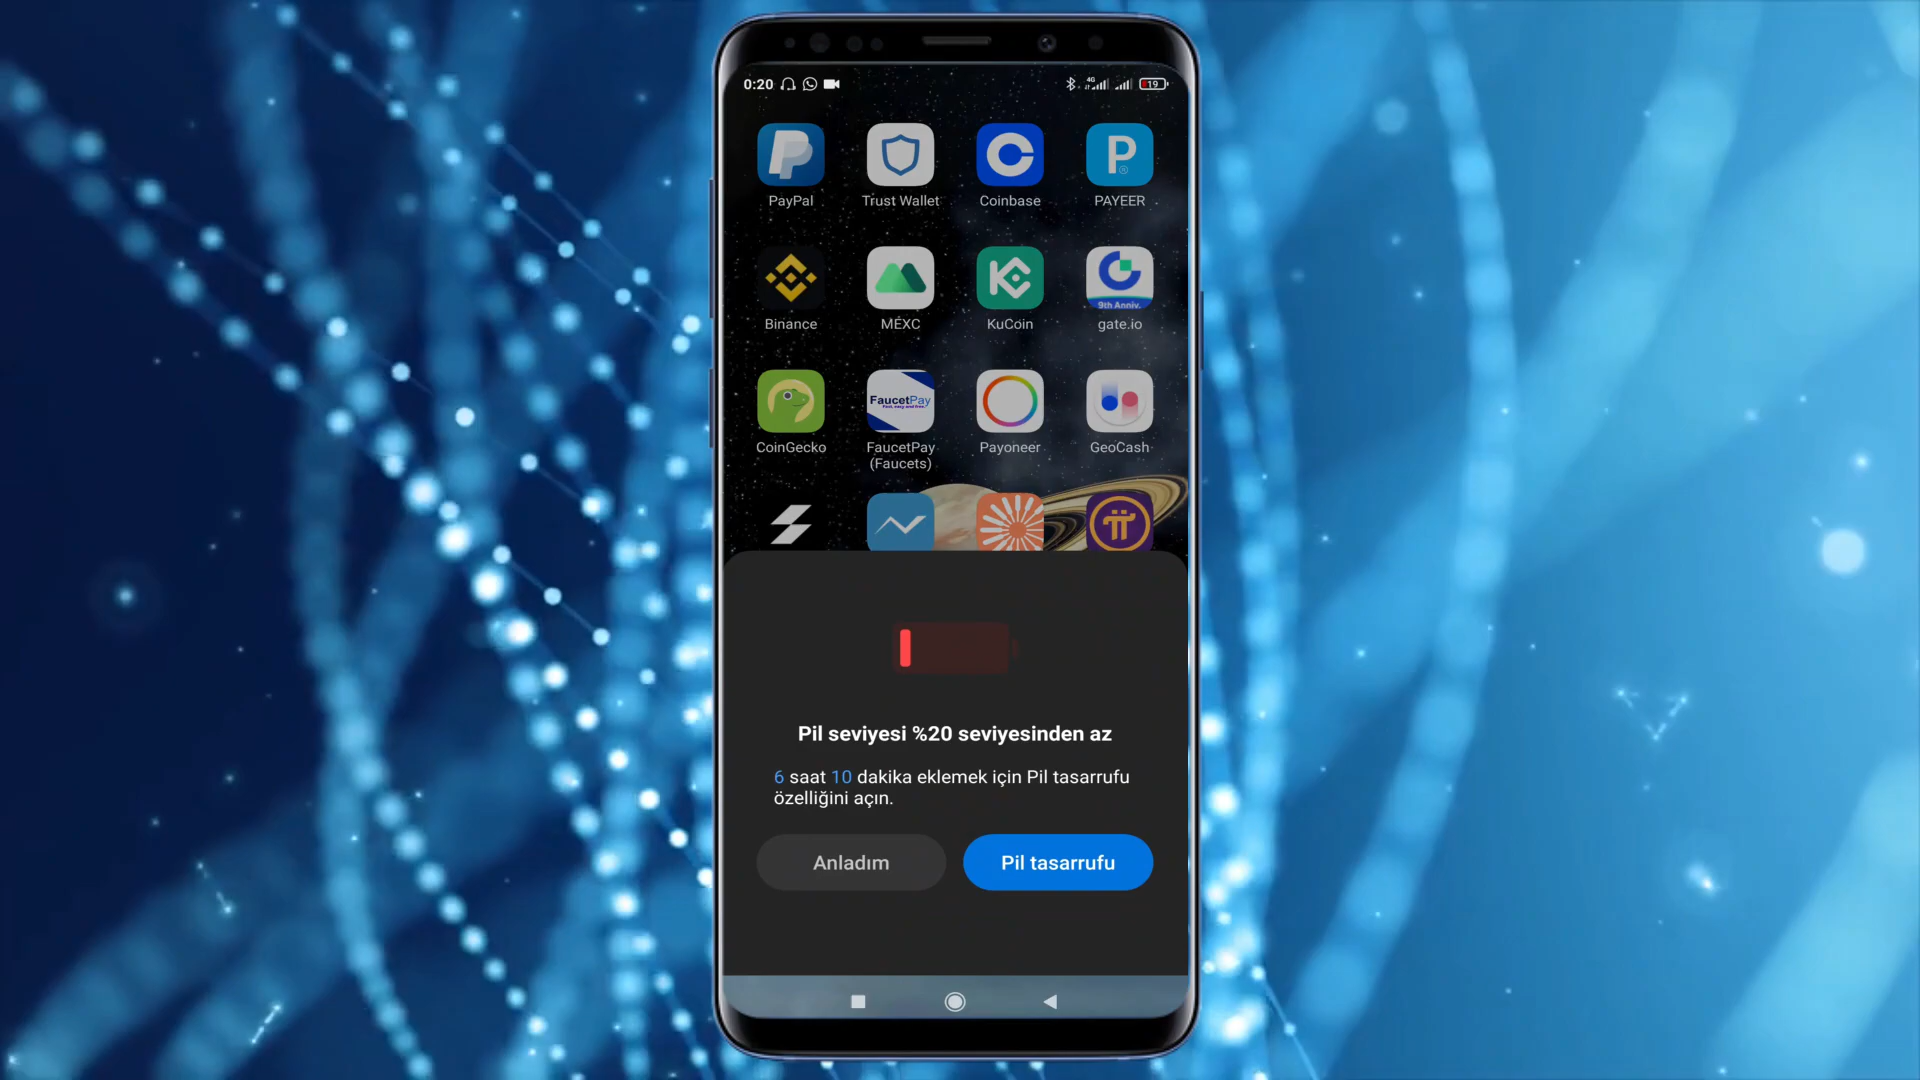 0:20
4G
19
PayPal
Trust Wallet
Coinbase
PAYEER
9th Anniv.
Binance
MEXC
KuCoin
gate.io
FaucetPay
Fast, easy and free.
CoinGecko
FaucetPay
(Faucets)
Payoneer
GeoCash
Pil seviyesi %20 seviyesinden az
6 saat 10 dakika eklemek için Pil tasarrufu
özelliğini açın.
Anladım
Pil tasarrufu